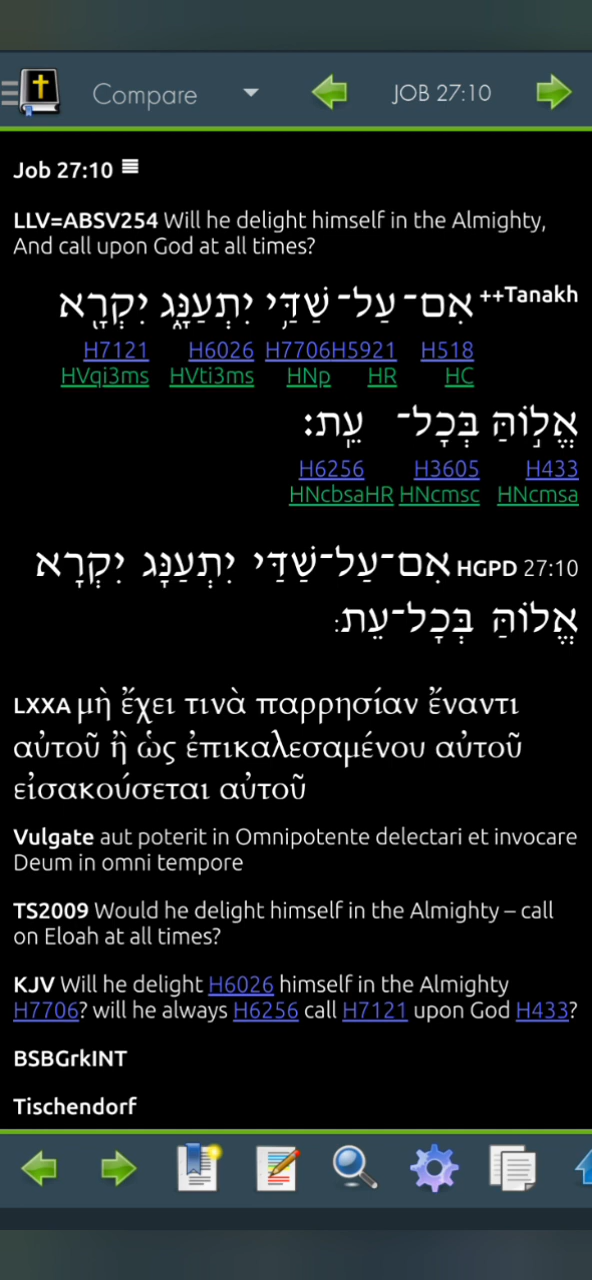 Compare
JOB 27:10
Job 27:10
LLV=ABSV254 Will he delight himself in the Almighty,
And call upon God at all times?
++Tanakh אִם־ עַל־ שַׁדַּ֥י יִתְעַנָּ֑ג יִקְרָ֖א
H7121 H6026 H7706H5921 H518
HVqi3ms HVti3ms HNp HR HC
אֱל֣וֹהַּ בְּכָל־ עֵֽת׃
H6256 H3605 H433
HNcbsaHR HNcmsc HNcmsa
HGPD 27:10 אִם־עַל־שַׁדַּי יִתְעַנָּג יִקְרָא
אֱלוֹהַּ בְּכָל־עֵת׃
LXXA μὴ ἔχει τινὰ παρρησίαν ἔναντι
αὐτοῦ ἢ ὡς ἐπικαλεσαμένου αὐτοῦ
εἰσακούσεται αὐτοῦ
Vulgate aut poterit in Omnipotente delectari et invocare
Deum in omni tempore
TS2009 Would he delight himself in the Almighty – call
on Eloah at all times?
KJV Will he delight H6026 himself in the Almighty
H7706? will he always H6256 call H7121 upon God H433?
BSBGrkINT
Tischendorf